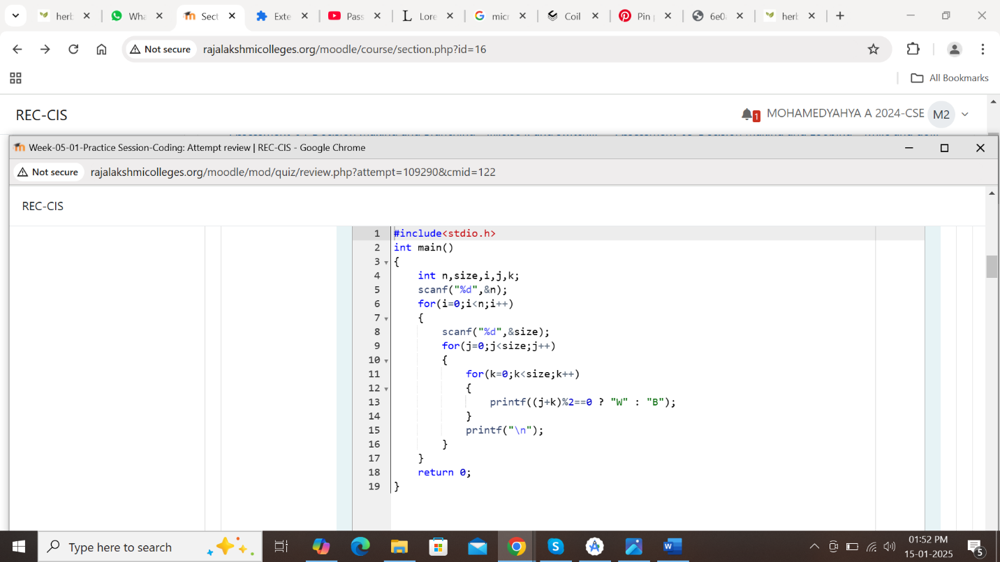 herb
Wha
Sect
Exte
Pass
Lore
micr
Coil
Pin
6e0
herb
Not secure
rajalakshmicolleges.org/moodle/course/section.php?id=16
All Bookmarks
REC-CIS
1
MOHAMEDYAHYA A 2024-CSE
M2
Week-05-01-Practice Session-Coding: Attempt review | REC-CIS - Google Chrome
Not secure
rajalakshmicolleges.org/moodle/mod/quiz/review.php?attempt=109290&cmid=122
REC-CIS
1 #include<stdio.h>
2 int main()
3 {
4 int n,size,i,j,k;
5 scanf("%d",&n);
6 for(i=0;i<n;i++)
7 {
8 scanf("%d",&size);
9 for(j=0;j<size;j++)
10 {
11 for(k=0;k<size;k++)
12 {
13 printf((j+k)%2==0 ? "W" : "B");
14 }
15 printf("\n");
16 }
17 }
18 return 0;
19 }
Type here to search
01:52 PM
15-01-2025
5